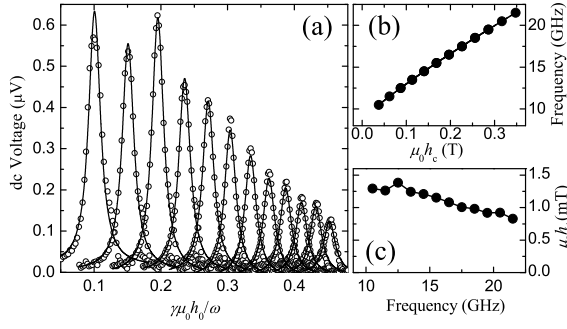 (a)
dc Voltage (μV)
0.6
0.5
0.4
0.3
0.2
0.1
0.0
0.1 0.2 0.3 0.4
γμ₀h₀/ω
(b)
20
15
10
Frequency (GHz)
0.0 0.1 0.2 0.3
μ₀h꜀ (T)
(c)
1.5
1.0
0.5
0.0
(mT)
10 15 20
Frequency (GHz)